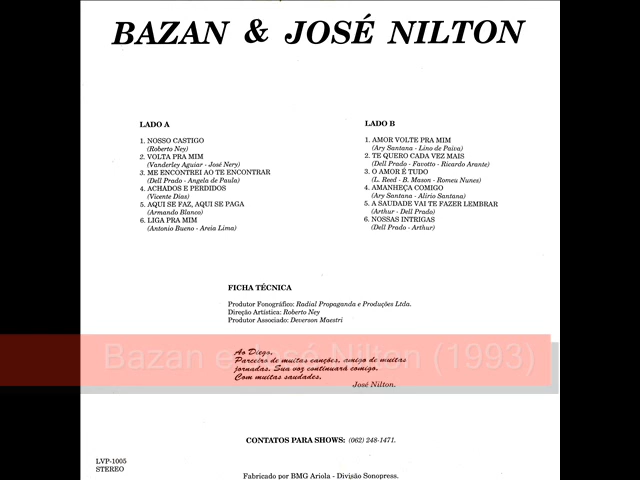 BAZAN & JOSÉ NILTON
LADO A
1. NOSSO CASTIGO
(Roberto Ney)
2. VOLTA PRA MIM
(Vanderley Aguiar - José Nery)
3. ME ENCONTREI AO TE ENCONTRAR
(Dell Prado - Angela de Paula)
4. ACHADOS E PERDIDOS
(Vicente Dias)
5. AQUI SE FAZ, AQUI SE PAGA
(Armando Blanco)
6. LIGA PRA MIM
(Antonio Bueno - Areia Lima)
LADO B
1. AMOR VOLTE PRA MIM
(Ary Santana - Lino de Paiva)
2. TE QUERO CADA VEZ MAIS
(Dell Prado - Favotto - Ricardo Arante)
3. O AMOR É TUDO
(L. Reed - B. Mason - Romeu Nunes)
4. AMANHEÇA COMIGO
(Ary Santana - Alírio Santana)
5. A SAUDADE VAI TE FAZER LEMBRAR
(Arthur - Dell Prado)
6. NOSSAS INTRIGAS
(Dell Prado - Arthur)
FICHA TÉCNICA
Produtor Fonográfico: Radial Propaganda e Produções Ltda.
Direção Artística: Roberto Ney
Produtor Associado: Deverson Maestri
Bazan e José Nilton (1993)
Ao Diego,
Parceiro de muitas canções, amigo de muitas
jornadas. Sua voz continuará comigo.
Com muitas saudades.
José Nilton.
CONTATOS PARA SHOWS: (062) 248-1471.
LVP-1005
STEREO
Fabricado por BMG Ariola - Divisão Sonopress.